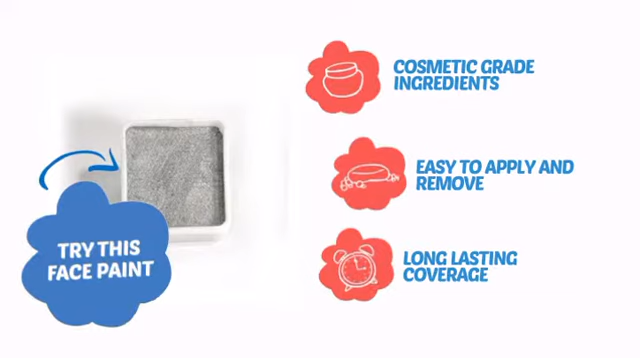 COSMETIC GRADE
INGREDIENTS
EASY TO APPLY AND
REMOVE
TRY THIS
FACE PAINT
LONG LASTING
COVERAGE